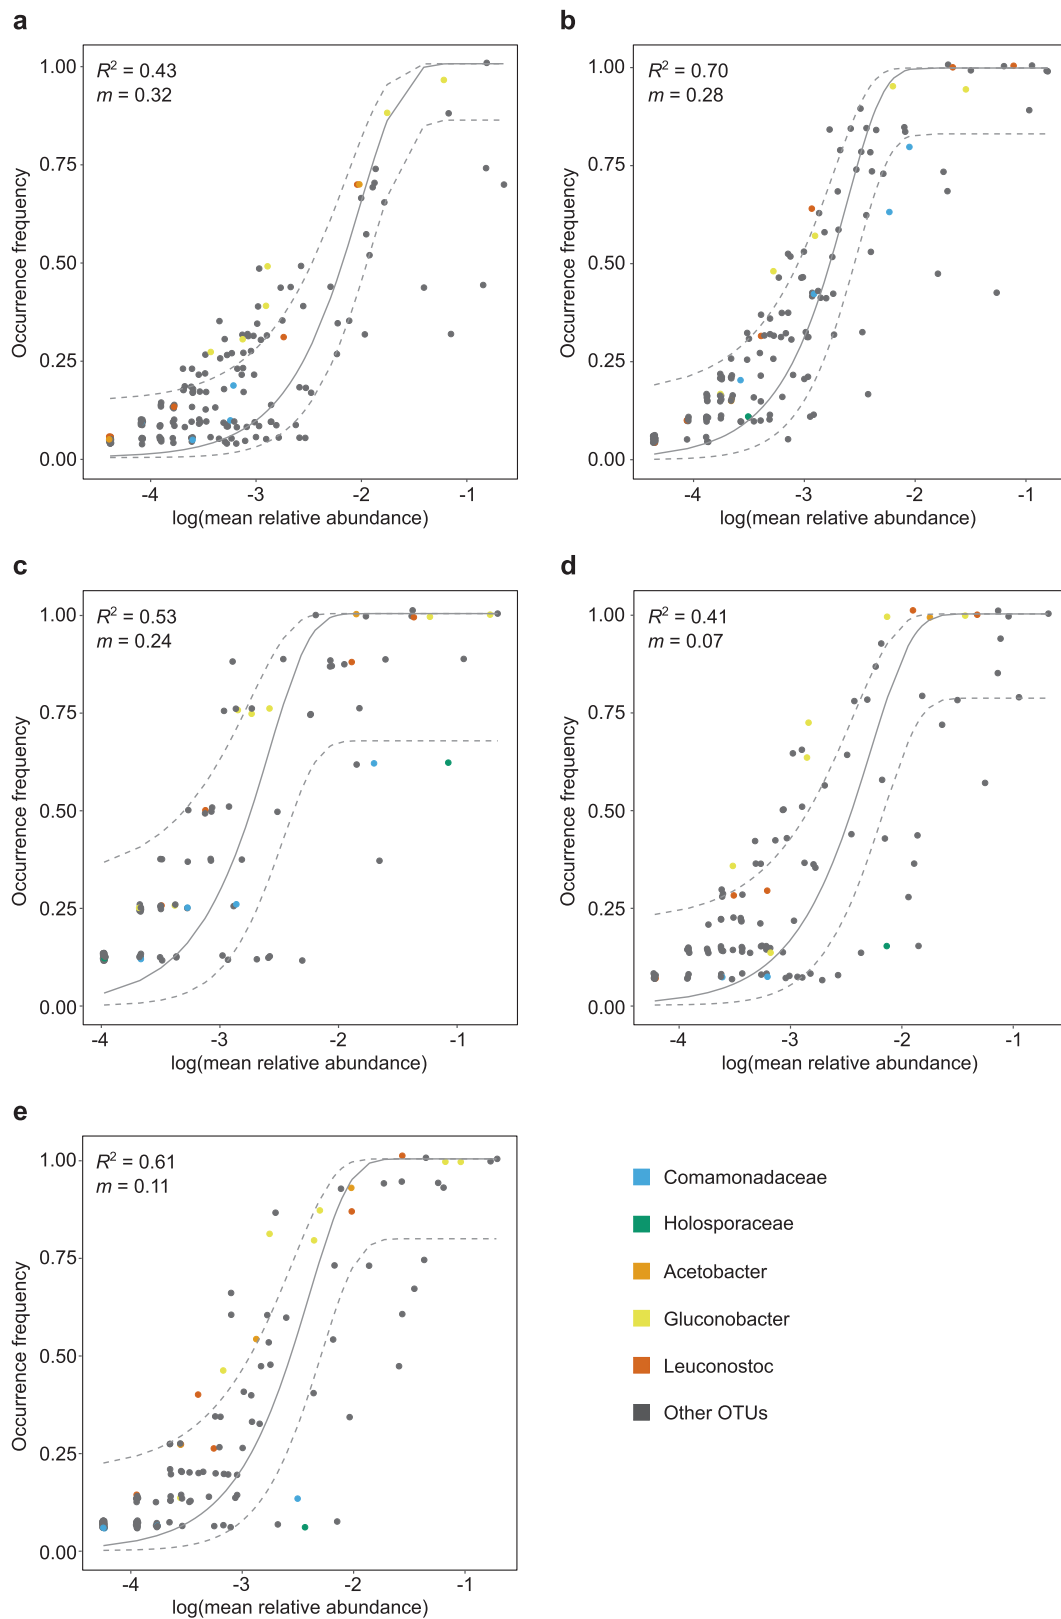 a
R² = 0.43
m = 0.32
1.00
0.75
0.50
0.25
0.00
Occurrence frequency
-4 -3 -2 -1
log(mean relative abundance)
b
R² = 0.70
m = 0.28
1.00
0.75
0.50
0.25
0.00
Occurrence frequency
-4 -3 -2 -1
log(mean relative abundance)
c
R² = 0.53
m = 0.24
1.00
0.75
0.50
0.25
0.00
Occurrence frequency
-4 -3 -2 -1
log(mean relative abundance)
d
R² = 0.41
m = 0.07
1.00
0.75
0.50
0.25
0.00
Occurrence frequency
-4 -3 -2 -1
log(mean relative abundance)
e
R² = 0.61
m = 0.11
1.00
0.75
0.50
0.25
0.00
Occurrence frequency
-4 -3 -2 -1
log(mean relative abundance)
Comamonadaceae
Holosporaceae
Acetobacter
Gluconobacter
Leuconostoc
Other OTUs